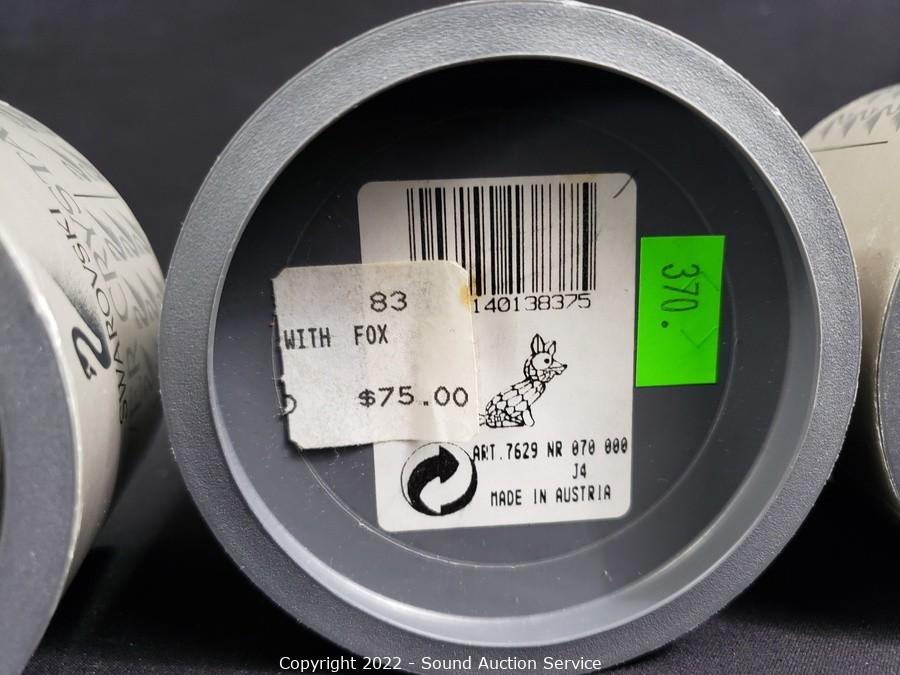 SWAROVSKI
CRYSTAL
83
WITH FOX
$75.00
140138375
ART.7629 NR 070 000
J4
MADE IN AUSTRIA
370.
Copyright 2022 - Sound Auction Service